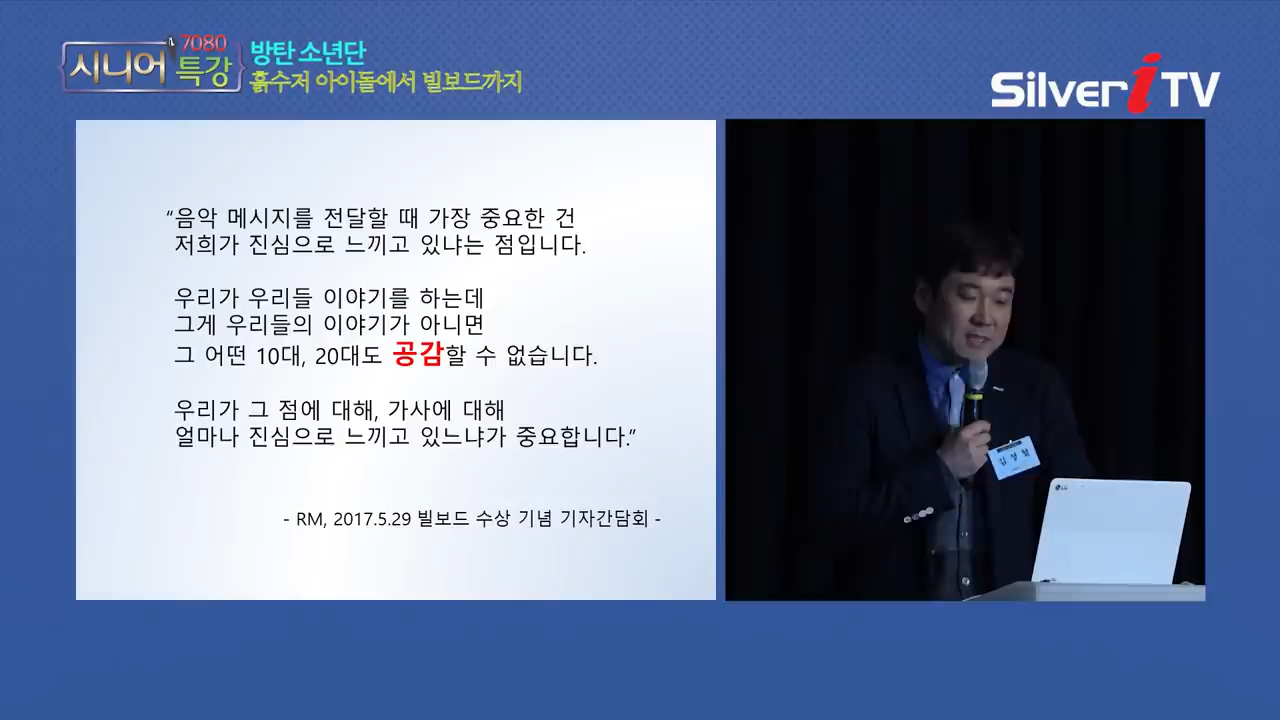 시니어 7080 특강
방탄 소년단
흙수저 아이돌에서 빌보드까지
Silver i TV
“음악 메시지를 전달할 때 가장 중요한 건
저희가 진심으로 느끼고 있냐는 점입니다.
우리가 우리들 이야기를 하는데
그게 우리들의 이야기가 아니면
그 어떤 10대, 20대도 공감할 수 없습니다.
우리가 그 점에 대해, 가사에 대해
얼마나 진심으로 느끼고 있느냐가 중요합니다.”
- RM, 2017.5.29 빌보드 수상 기념 기자간담회 -
LG